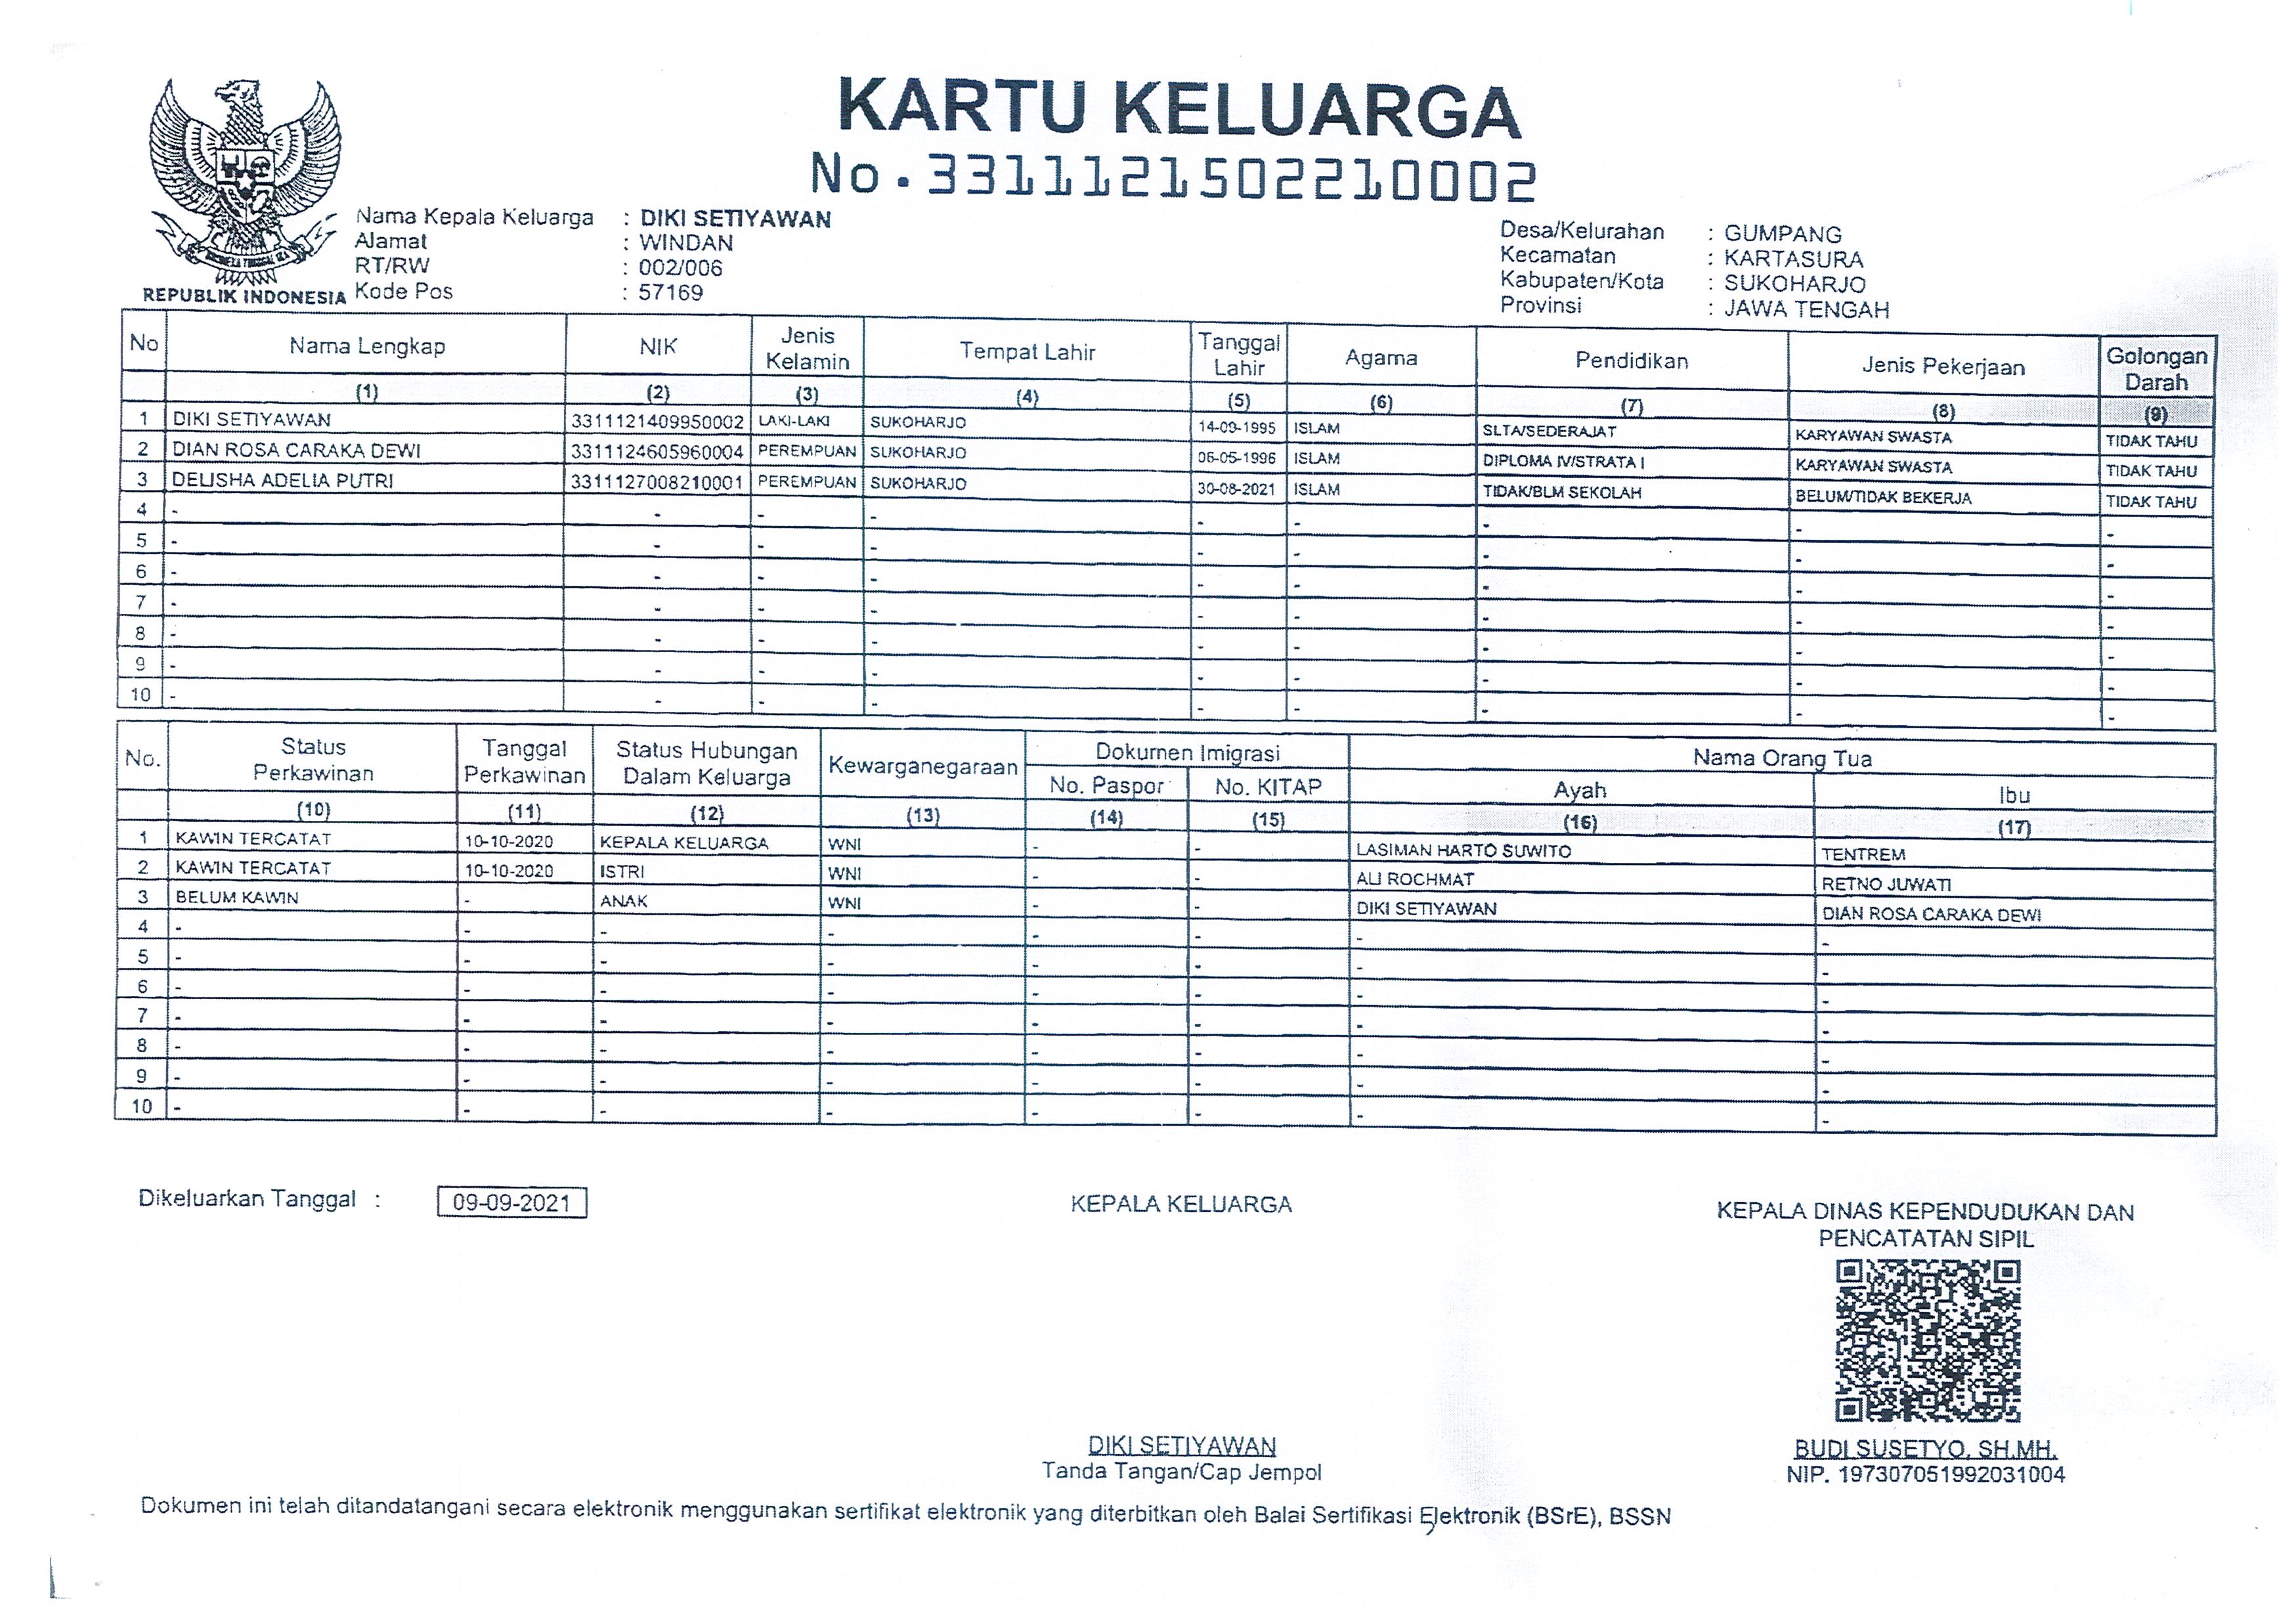 KARTU KELUARGA
No. 3311121502210002
REPUBLIK INDONESIA
Nama Kepala Keluarga : DIKI SETIYAWAN
Alamat : WINDAN
RT/RW : 002/006
Kode Pos : 57169
Desa/Kelurahan : GUMPANG
Kecamatan : KARTASURA
Kabupaten/Kota : SUKOHARJO
Provinsi : JAWA TENGAH
No Nama Lengkap NIK Jenis Kelamin Tempat Lahir Tanggal Lahir Agama Pendidikan Jenis Pekerjaan Golongan Darah
(1) (2) (3) (4) (5) (6) (7) (8) (9)
1 DIKI SETIYAWAN 3311121409950002 LAKI-LAKI SUKOHARJO 14-09-1995 ISLAM SLTA/SEDERAJAT KARYAWAN SWASTA TIDAK TAHU
2 DIAN ROSA CARAKA DEWI 3311124605960004 PEREMPUAN SUKOHARJO 06-05-1996 ISLAM DIPLOMA IV/STRATA I KARYAWAN SWASTA TIDAK TAHU
3 DELISHA ADELIA PUTRI 3311127008210001 PEREMPUAN SUKOHARJO 30-08-2021 ISLAM TIDAK/BLM SEKOLAH BELUM/TIDAK BEKERJA TIDAK TAHU
4 - - - - - - - - -
5 - - - - - - - - -
6 - - - - - - - - -
7 - - - - - - - - -
8 - - - - - - - - -
9 - - - - - - - - -
10 - - - - - - - - -
No. Status Perkawinan Tanggal Perkawinan Status Hubungan Dalam Keluarga Kewarganegaraan Dokumen Imigrasi Nama Orang Tua
No. Paspor No. KITAP Ayah Ibu
(10) (11) (12) (13) (14) (15) (16) (17)
1 KAWIN TERCATAT 10-10-2020 KEPALA KELUARGA WNI - - LASIMAN HARTO SUWITO TENTREM
2 KAWIN TERCATAT 10-10-2020 ISTRI WNI - - ALI ROCHMAT RETNO JUWATI
3 BELUM KAWIN - ANAK WNI - - DIKI SETIYAWAN DIAN ROSA CARAKA DEWI
4 - - - - - - - -
5 - - - - - - - -
6 - - - - - - - -
7 - - - - - - - -
8 - - - - - - - -
9 - - - - - - - -
10 - - - - - - - -
Dikeluarkan Tanggal : 09-09-2021
KEPALA KELUARGA
DIKI SETIYAWAN
Tanda Tangan/Cap Jempol
KEPALA DINAS KEPENDUDUKAN DAN
PENCATATAN SIPIL
BUDI SUSETYO, SH.MH.
NIP. 197307051992031004
Dokumen ini telah ditandatangani secara elektronik menggunakan sertifikat elektronik yang diterbitkan oleh Balai Sertifikasi Elektronik (BSrE), BSSN